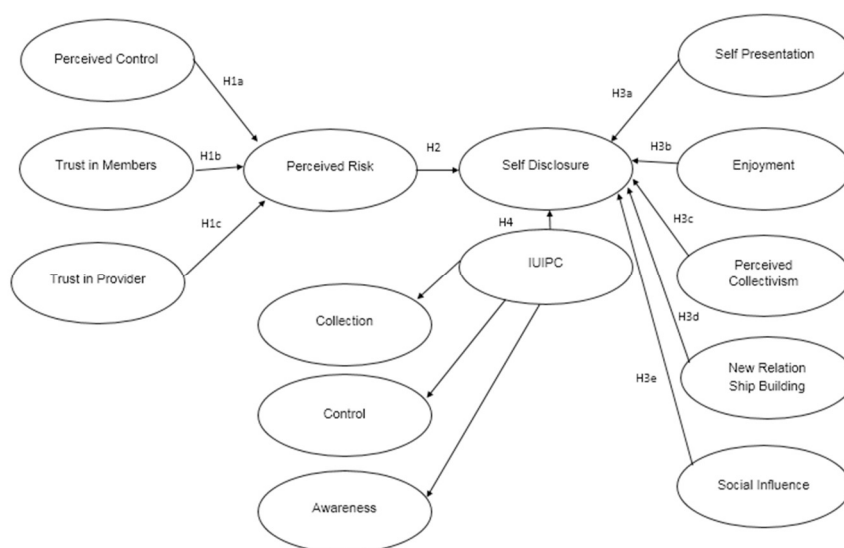 Perceived Control
Self Presentation
H1a
H3a
Trust in Members
H1b
Perceived Risk
H2
Self Disclosure
H3b
Enjoyment
H1c
H4
H3c
Trust in Provider
IUIPC
Perceived
Collectivism
Collection
H3d
New Relation
Ship Building
H3e
Control
Social Influence
Awareness